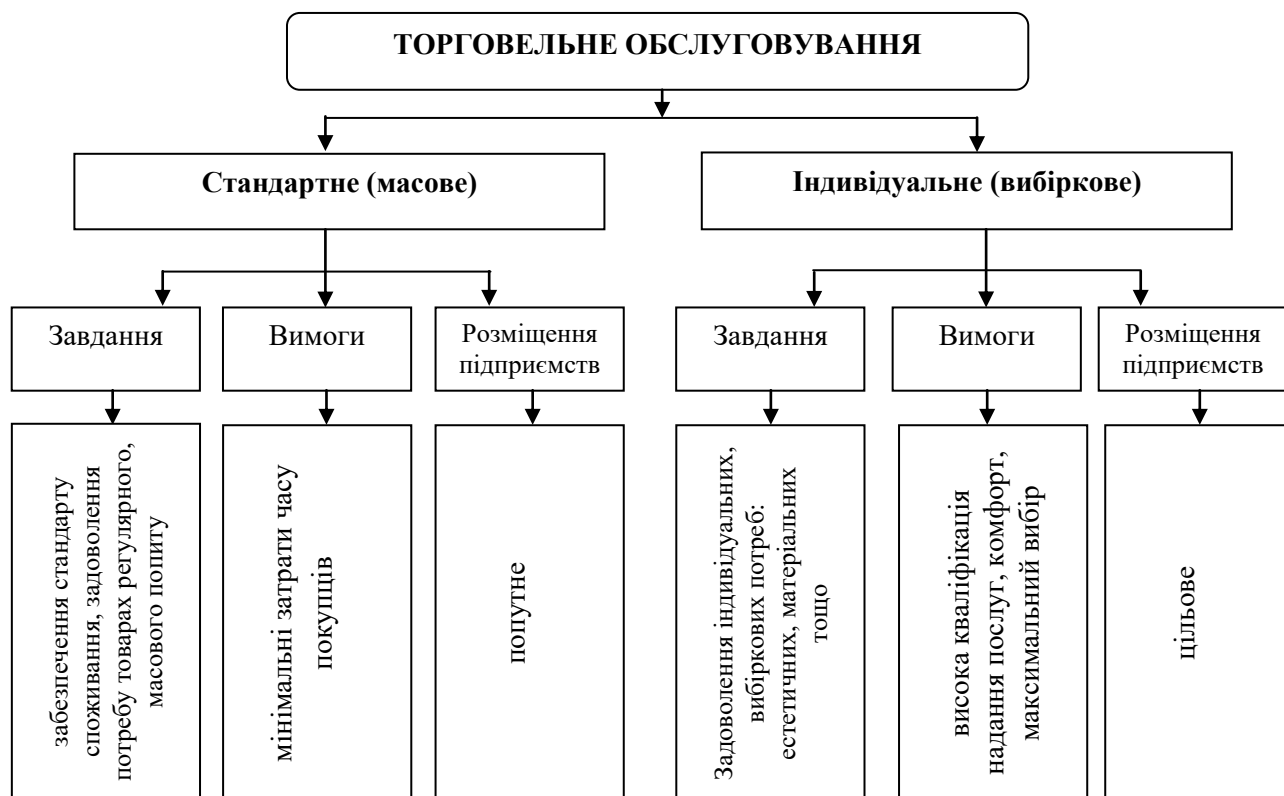 ТОРГОВЕЛЬНЕ ОБСЛУГОВУВАННЯ
Стандартне (масове)
Індивідуальне (вибіркове)
Завдання
Вимоги
Розміщення
підприємств
Завдання
Вимоги
Розміщення
підприємств
забезпечення стандарту
споживання, задоволення
потребу товарах регулярного,
масового попиту
мінімальні затрати часу
покупців
попутне
Задоволення індивідуальних,
вибіркових потреб:
естетичних, матеріальних
тощо
висока кваліфікація
надання послуг, комфорт,
максимальний вибір
цільове